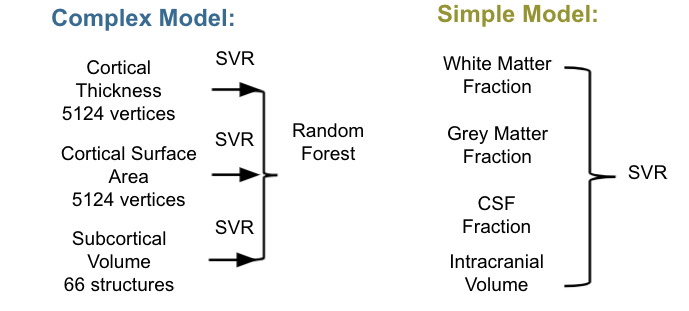 Complex Model:
SVR
Cortical
Thickness
5124 vertices
SVR
Cortical Surface
Area
5124 vertices
SVR
Subcortical
Volume
66 structures
Random
Forest
Simple Model:
White Matter
Fraction
Grey Matter
Fraction
CSF
Fraction
Intracranial
Volume
SVR